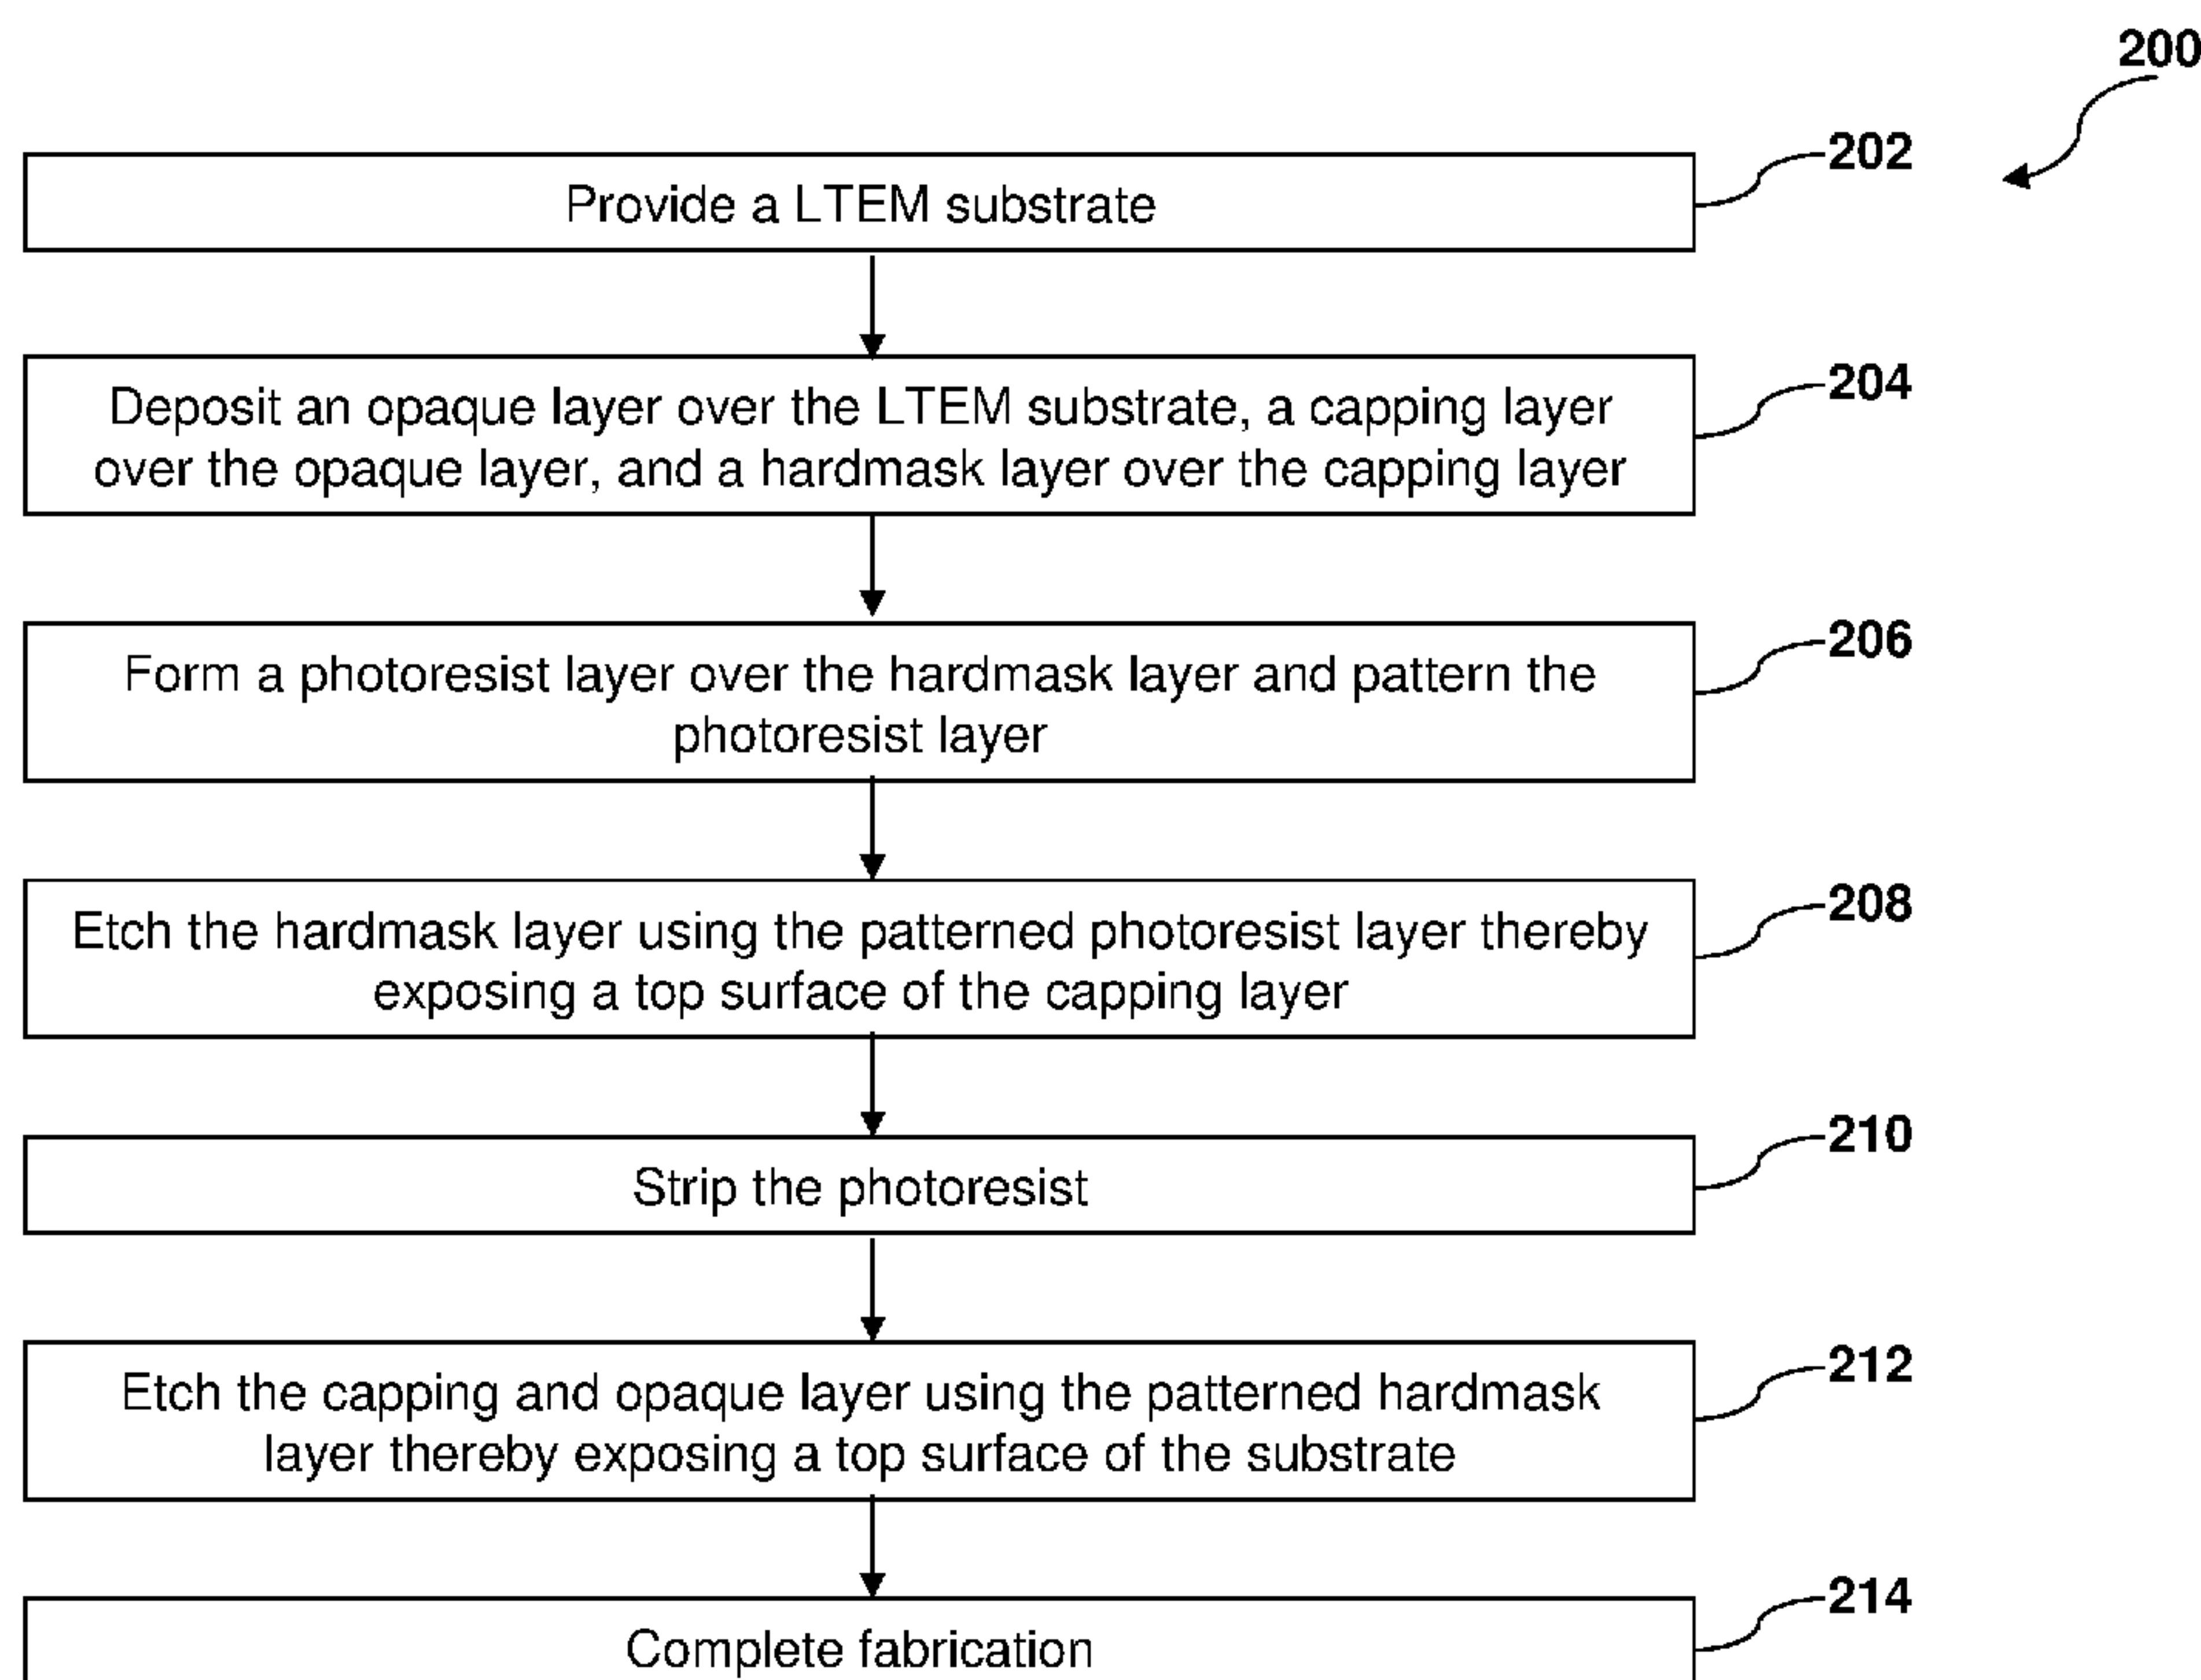 200
202
Provide a LTEM substrate
204
Deposit an opaque layer over the LTEM substrate, a capping layer
over the opaque layer, and a hardmask layer over the capping layer
206
Form a photoresist layer over the hardmask layer and pattern the
photoresist layer
208
Etch the hardmask layer using the patterned photoresist layer thereby
exposing a top surface of the capping layer
210
Strip the photoresist
212
Etch the capping and opaque layer using the patterned hardmask
layer thereby exposing a top surface of the substrate
214
Complete fabrication